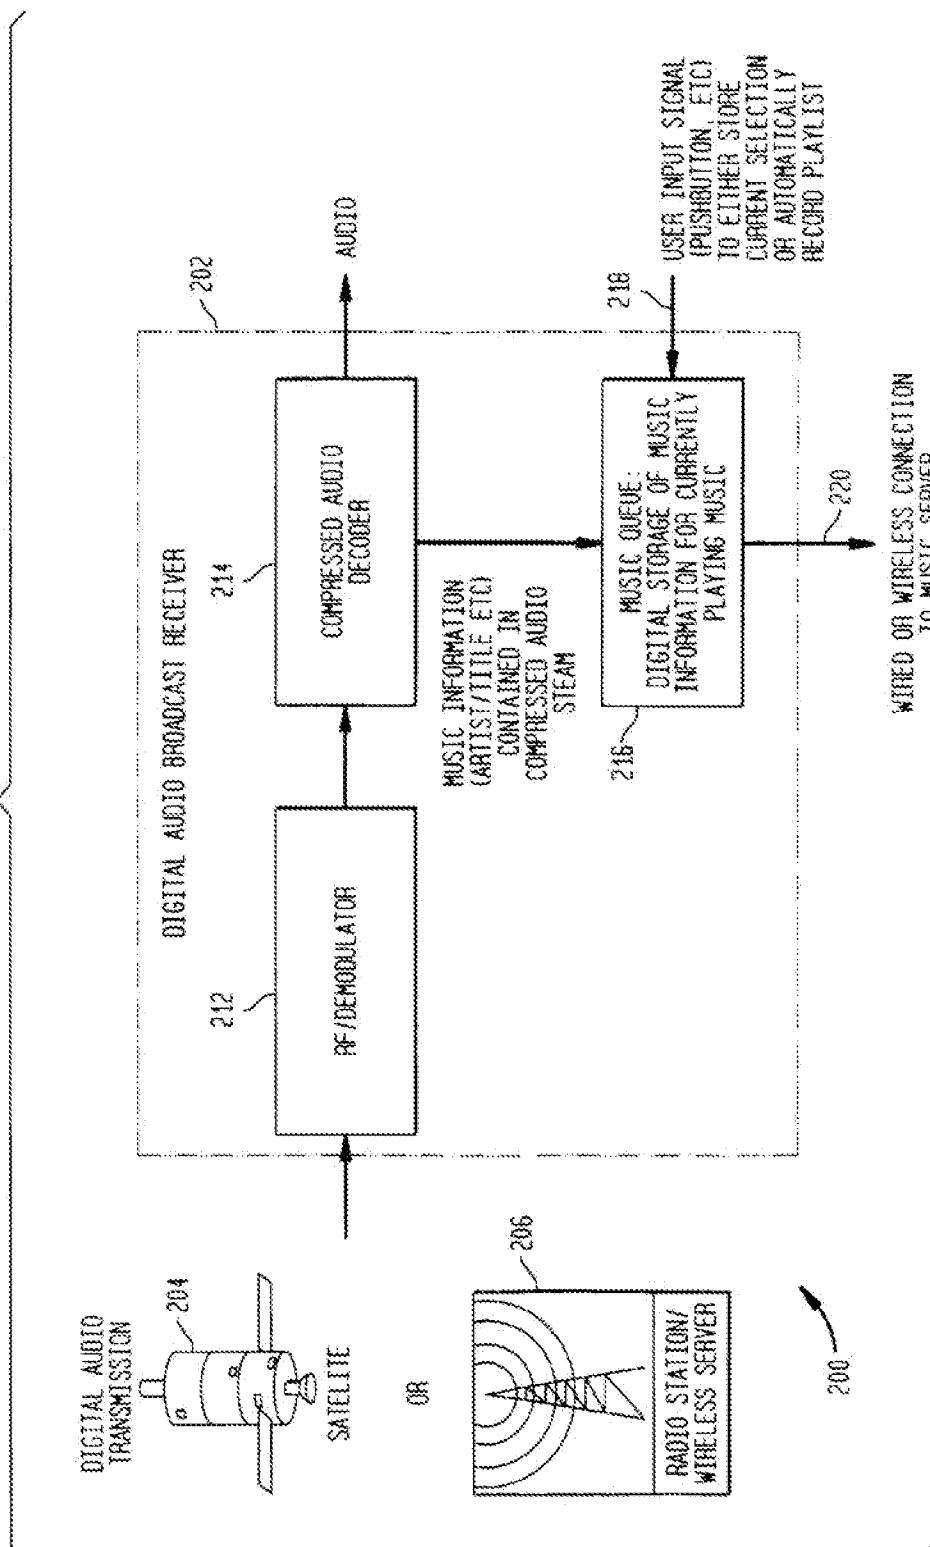 DIGITAL AUDIO
TRANSMISSION
204
SATELITE
OR
206
RADIO STATION/
WIRELESS SERVER
200
DIGITAL AUDIO BROADCAST RECEIVER
202
212
RF/DEMODULATOR
214
COMPRESSED AUDIO
DECODER
AUDIO
MUSIC INFORMATION
(ARTIST/TITLE ETC)
CONTAINED IN
COMPRESSED AUDIO
STEAM
216
MUSIC QUEUE:
DIGITAL STORAGE OF MUSIC
INFORMATION FOR CURRENTLY
PLAYING MUSIC
218
USER INPUT SIGNAL
(PUSHBUTTON, ETC)
TO EITHER STORE
CURRENT SELECTION
OR AUTOMATICALLY
RECORD PLAYLIST
220
WIRED OR WIRELESS CONNECTION
TO MUSIC SERVER